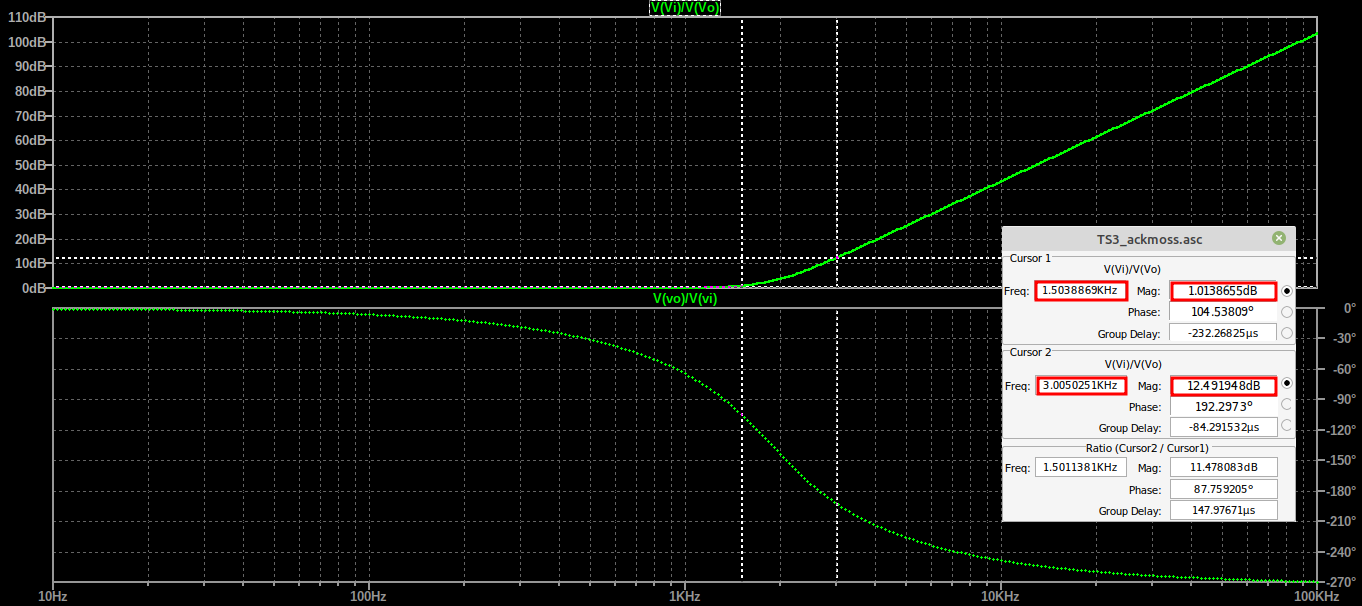 V(Vi)/V(Vo)
110dB
100dB
90dB
80dB
70dB
60dB
50dB
40dB
30dB
20dB
10dB
0dB
V(vo)/V(vi)
0°
-30°
-60°
-90°
-120°
-150°
-180°
-210°
-240°
-270°
10Hz 100Hz 1KHz 10KHz 100KHz
TS3_ackmoss.asc
Cursor 1
V(Vi)/V(Vo)
Freq: 1.5038869KHz Mag: 1.0138655dB
Phase: 104.53809°
Group Delay: -232.26825µs
Cursor 2
V(Vi)/V(Vo)
Freq: 3.0050251KHz Mag: 12.491948dB
Phase: 192.2973°
Group Delay: -84.291532µs
Ratio (Cursor2 / Cursor1)
Freq: 1.5011381KHz Mag: 11.478083dB
Phase: 87.759205°
Group Delay: 147.97671µs